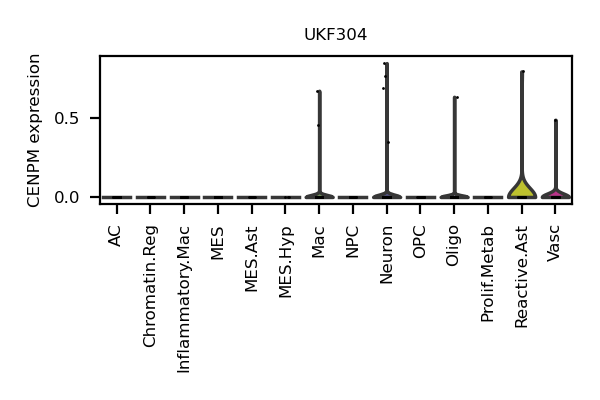 UKF304
CENPM expression
0.5
0.0
AC
Chromatin.Reg
Inflammatory.Mac
MES
MES.Ast
MES.Hyp
Mac
NPC
Neuron
OPC
Oligo
Prolif.Metab
Reactive.Ast
Vasc